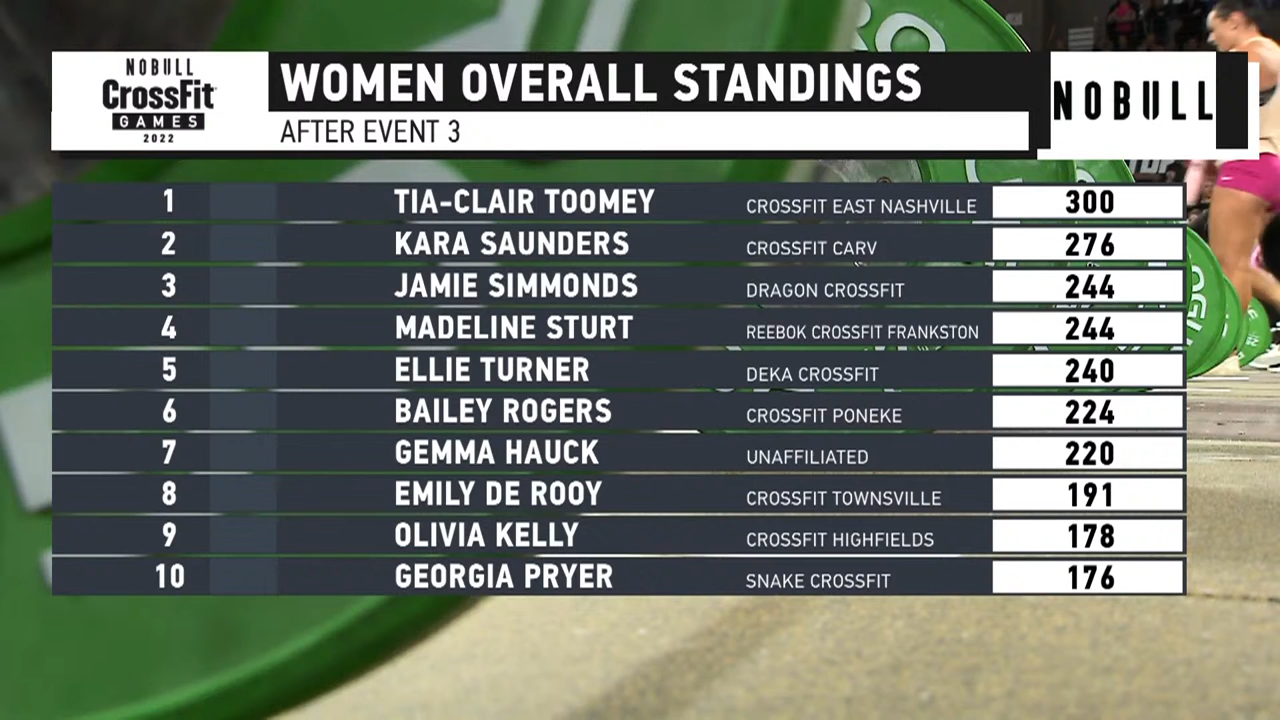 NOBULL
CrossFit
GAMES
2022
WOMEN OVERALL STANDINGS
AFTER EVENT 3
NOBULL
1 TIA-CLAIR TOOMEY CROSSFIT EAST NASHVILLE 300
2 KARA SAUNDERS CROSSFIT CARV 276
3 JAMIE SIMMONDS DRAGON CROSSFIT 244
4 MADELINE STURT REEBOK CROSSFIT FRANKSTON 244
5 ELLIE TURNER DEKA CROSSFIT 240
6 BAILEY ROGERS CROSSFIT PONEKE 224
7 GEMMA HAUCK UNAFFILIATED 220
8 EMILY DE ROOY CROSSFIT TOWNSVILLE 191
9 OLIVIA KELLY CROSSFIT HIGHFIELDS 178
10 GEORGIA PRYER SNAKE CROSSFIT 176